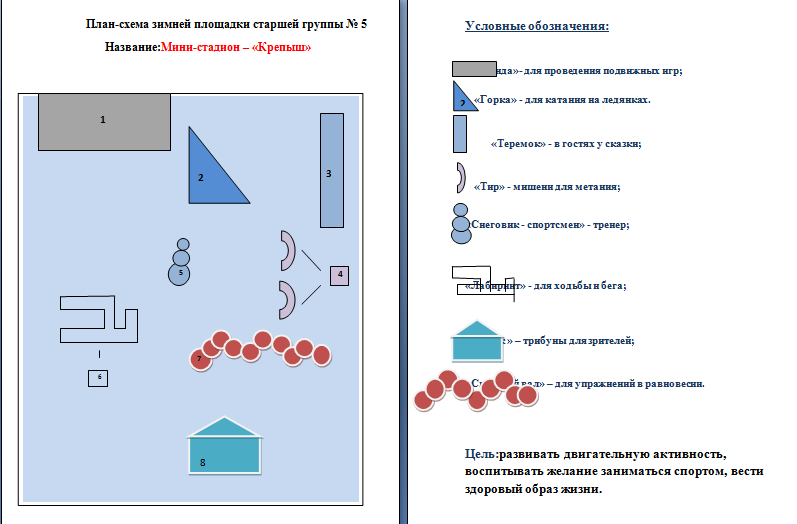 План-схема зимней площадки старшей группы № 5
Название:Мини-стадион – «Крепыш»
1
2
3
4
5
6
7
8
Условные обозначения:
нда»- для проведения подвижных игр;
2
«Горка» - для катания на ледянках.
«Теремок» - в гостях у сказки;
«Тир» - мишени для метания;
Снеговик - спортсмен» - тренер;
«Лабиринт» - для ходьбы и бега;
» – трибуны для зрителей;
вал» – для упражнений в равновесии.
Цель:развивать двигательную активность,
воспитывать желание заниматься спортом, вести
здоровый образ жизни.